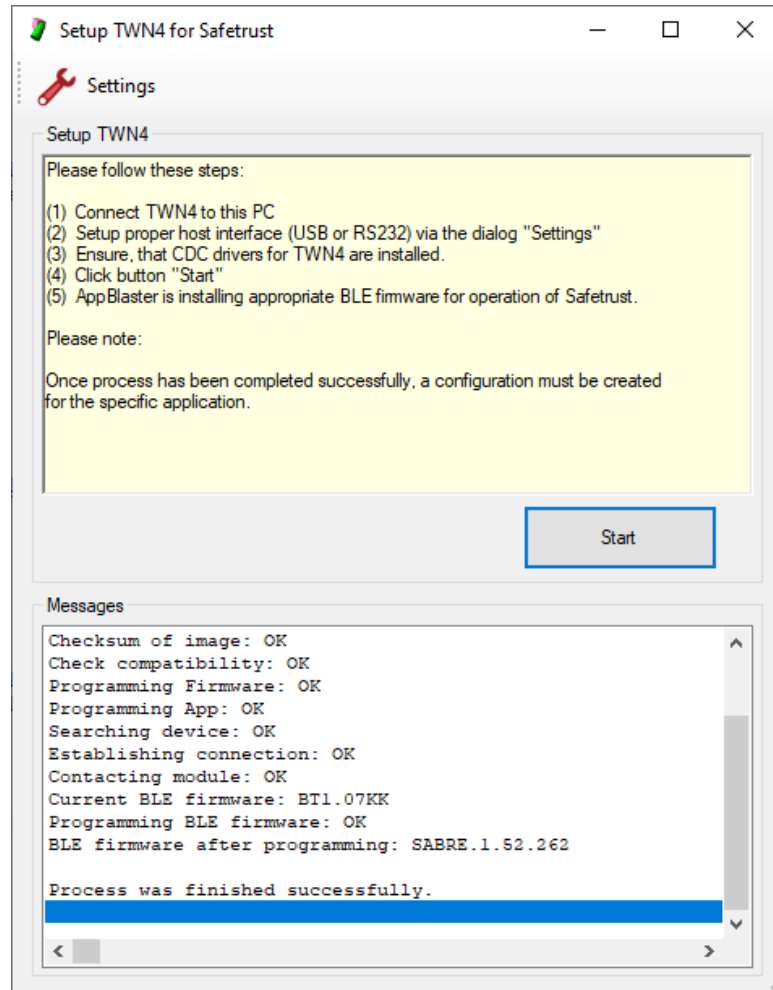 Setup TWN4 for Safetrust
Settings
Setup TWN4
Please follow these steps:
(1) Connect TWN4 to this PC
(2) Setup proper host interface (USB or RS232) via the dialog "Settings"
(3) Ensure, that CDC drivers for TWN4 are installed.
(4) Click button "Start"
(5) AppBlaster is installing appropriate BLE firmware for operation of Safetrust.
Please note:
Once process has been completed successfully, a configuration must be created
for the specific application.
Start
Messages
Checksum of image: OK
Check compatibility: OK
Programming Firmware: OK
Programming App: OK
Searching device: OK
Establishing connection: OK
Contacting module: OK
Current BLE firmware: BT1.07KK
Programming BLE firmware: OK
BLE firmware after programming: SABRE.1.52.262
Process was finished successfully.